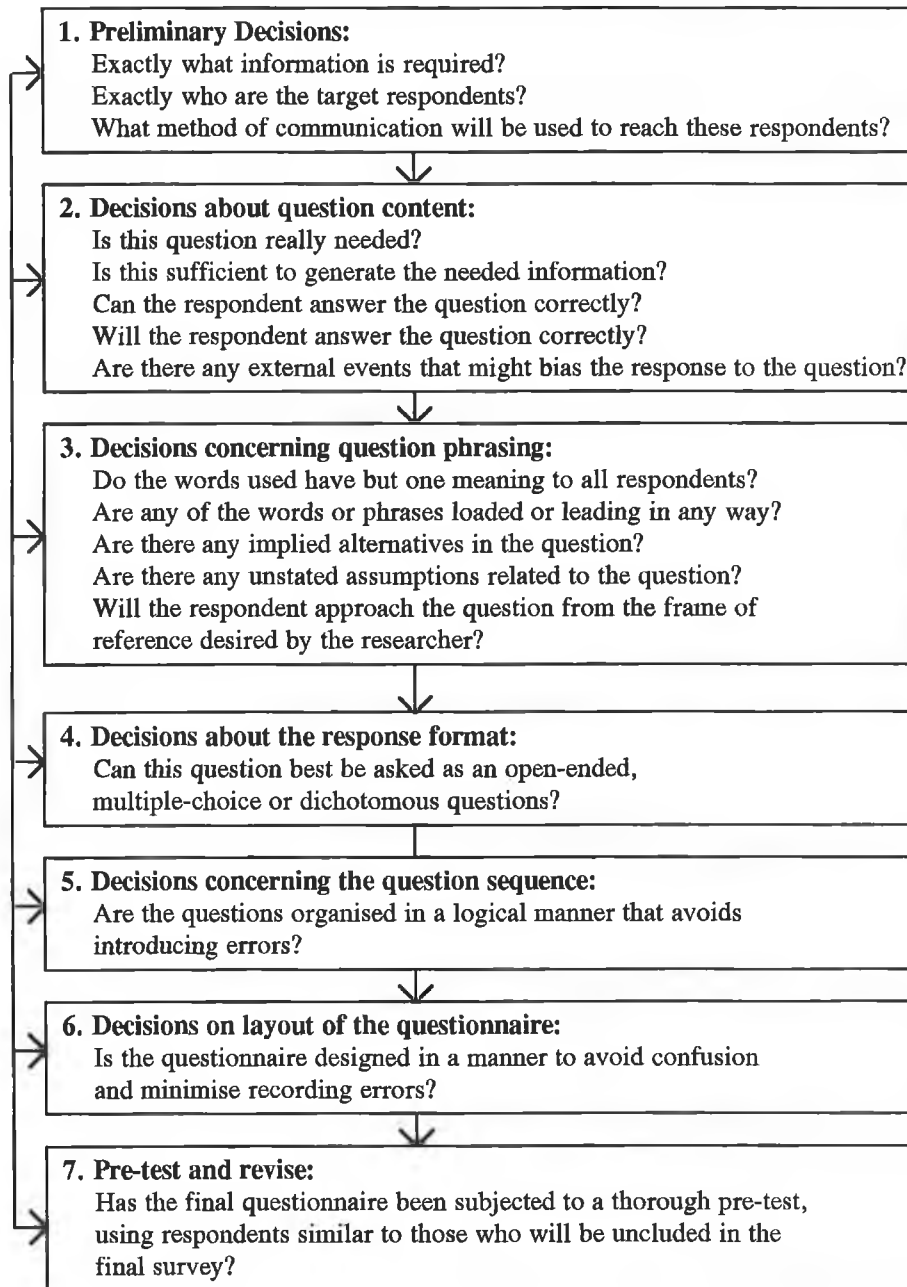 1. Preliminary Decisions:
Exactly what information is required?
Exactly who are the target respondents?
What method of communication will be used to reach these respondents?
2. Decisions about question content:
Is this question really needed?
Is this sufficient to generate the needed information?
Can the respondent answer the question correctly?
Will the respondent answer the question correctly?
Are there any external events that might bias the response to the question?
3. Decisions concerning question phrasing:
Do the words used have but one meaning to all respondents?
Are any of the words or phrases loaded or leading in any way?
Are there any implied alternatives in the question?
Are there any unstated assumptions related to the question?
Will the respondent approach the question from the frame of
reference desired by the researcher?
4. Decisions about the response format:
Can this question best be asked as an open-ended,
multiple-choice or dichotomous questions?
5. Decisions concerning the question sequence:
Are the questions organised in a logical manner that avoids
introducing errors?
6. Decisions on layout of the questionnaire:
Is the questionnaire designed in a manner to avoid confusion
and minimise recording errors?
7. Pre-test and revise:
Has the final questionnaire been subjected to a thorough pre-test,
using respondents similar to those who will be uncluded in the
final survey?